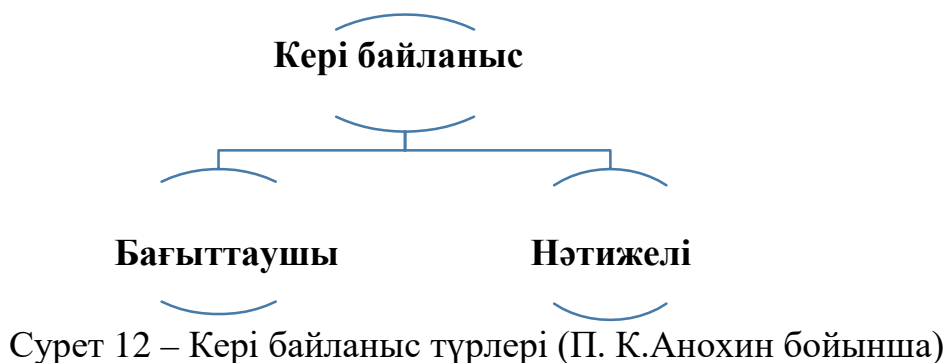 Кері байланыс
Бағыттаушы Нәтижелі
Сурет 12 – Кері байланыс түрлері (П. К.Анохин бойынша)